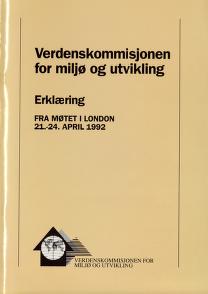 Verdenskommisjonen
for miljø og utvikling
Erklæring
FRA MØTET I LONDON
21.-24. APRIL 1992
VERDENSKOMMISJONEN FOR
MILJØ OG UTVIKLING